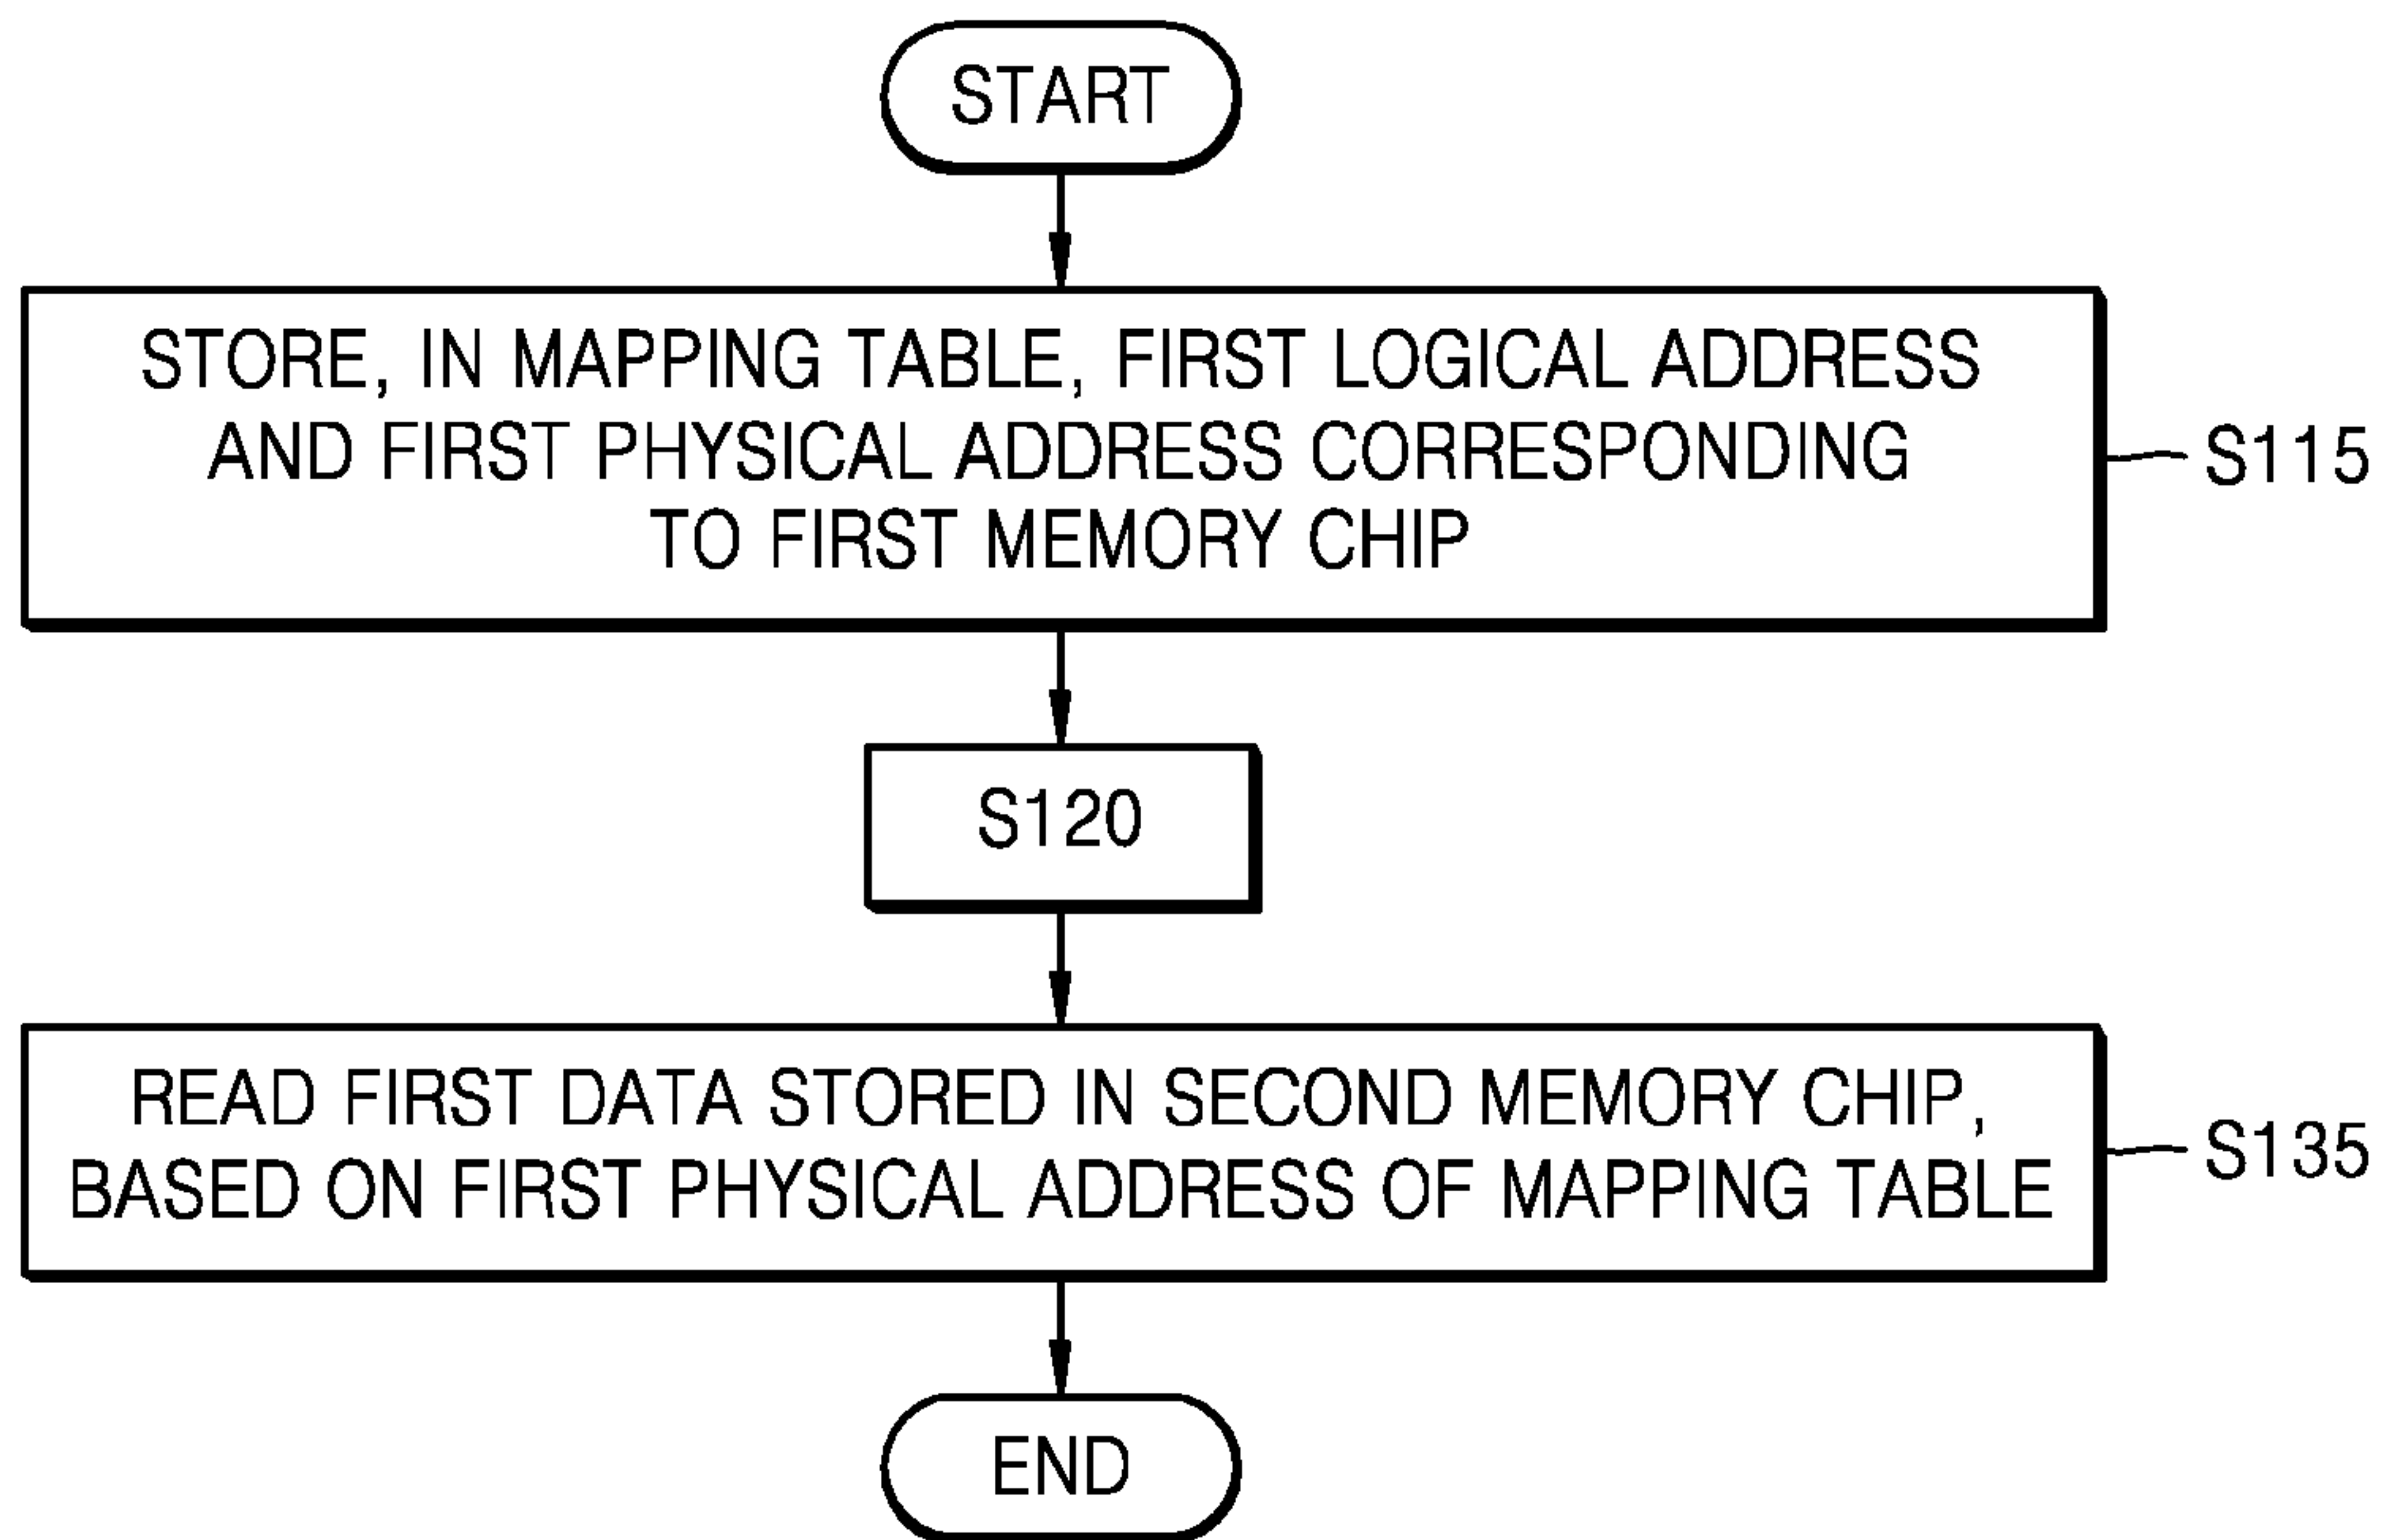 START
STORE, IN MAPPING TABLE, FIRST LOGICAL ADDRESS
AND FIRST PHYSICAL ADDRESS CORRESPONDING
TO FIRST MEMORY CHIP
S115
S120
READ FIRST DATA STORED IN SECOND MEMORY CHIP,
BASED ON FIRST PHYSICAL ADDRESS OF MAPPING TABLE
S135
END